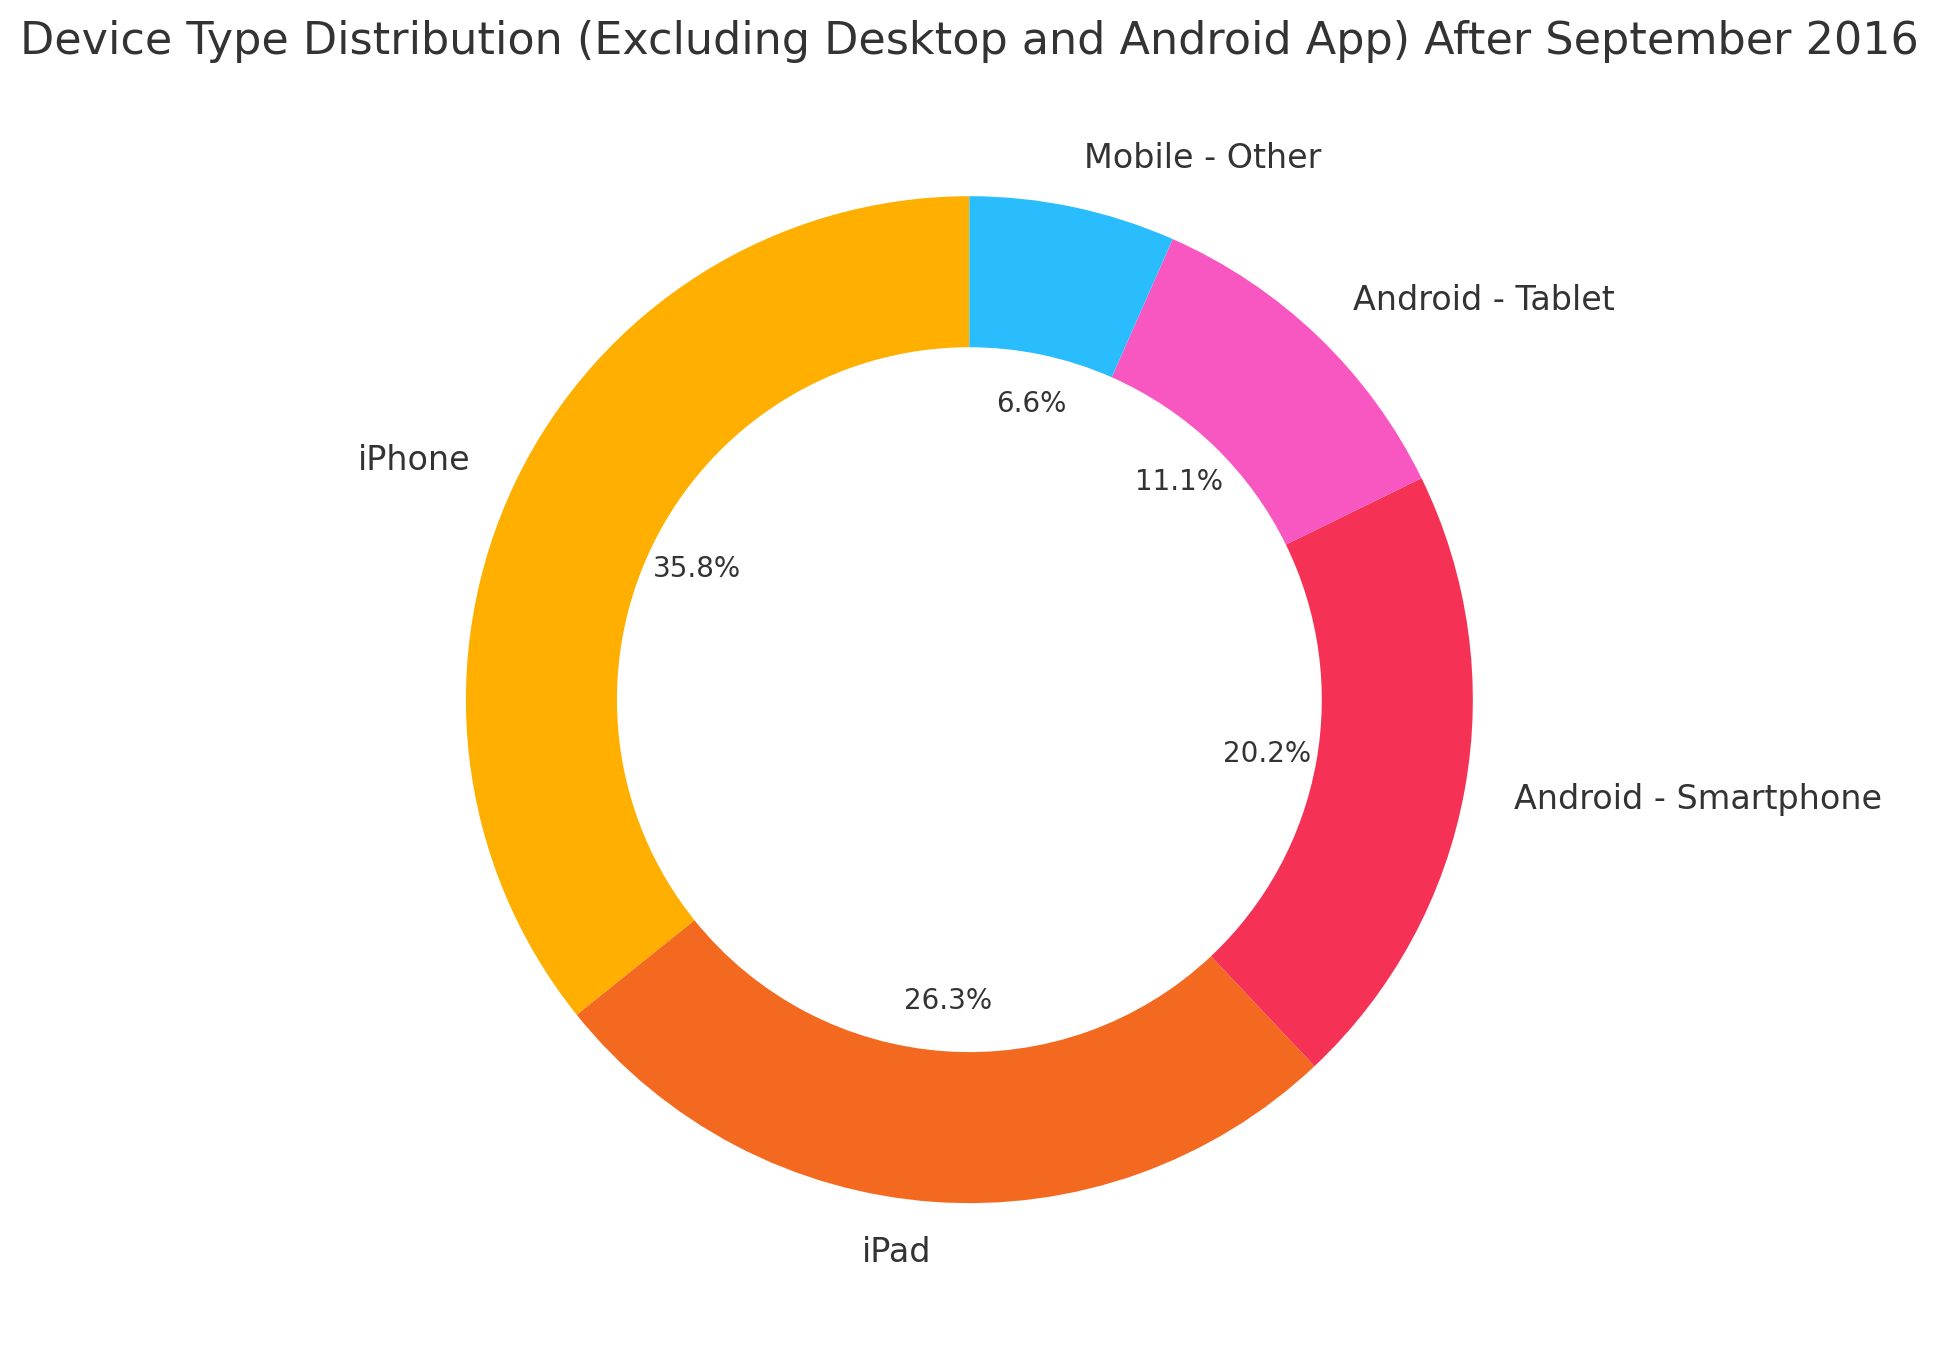 Device Type Distribution (Excluding Desktop and Android App) After September 2016
Mobile - Other
Android - Tablet
6.6%
iPhone
11.1%
35.8%
20.2%
Android - Smartphone
26.3%
iPad